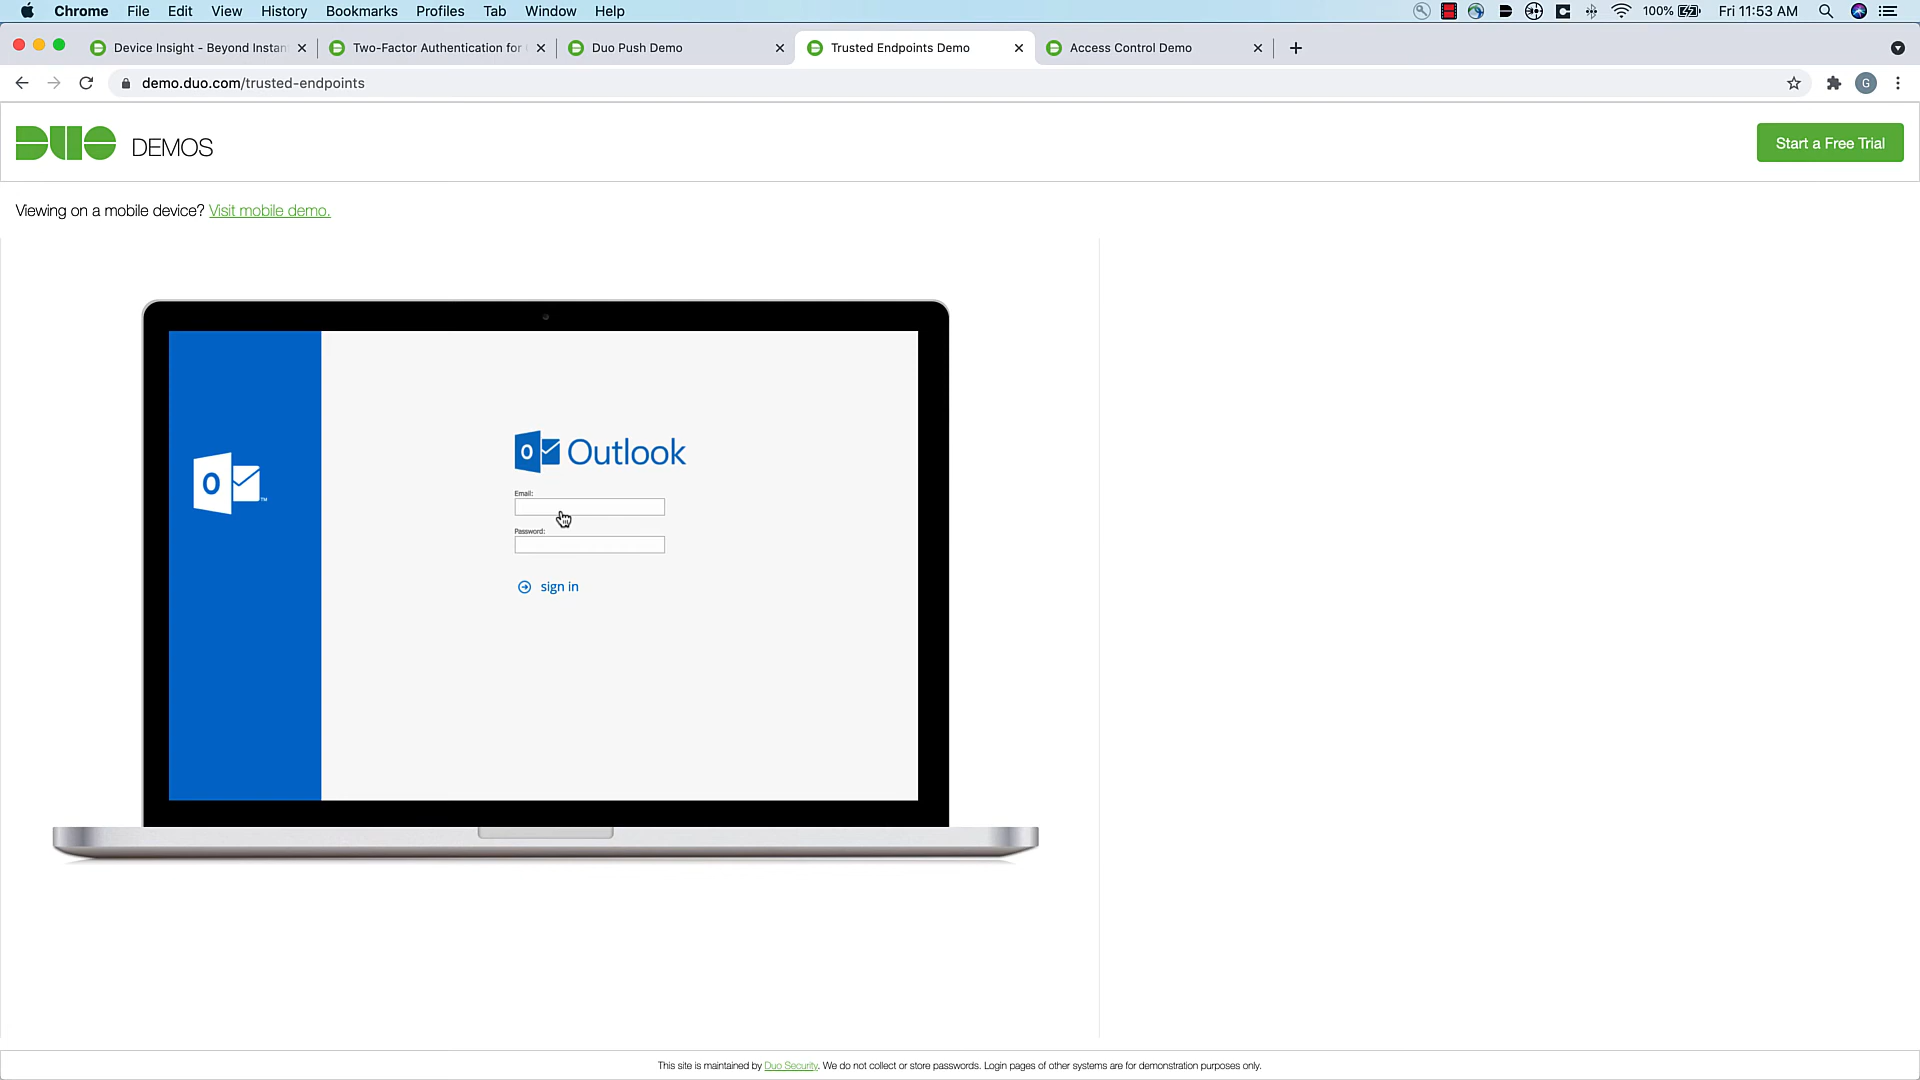 Chrome File Edit View History Bookmarks Profiles Tab Window Help 100% Fri 11:53 AM
Device Insight - Beyond Instan Two-Factor Authentication for Duo Push Demo Trusted Endpoints Demo Access Control Demo
demo.duo.com/trusted-endpoints G
DUO DEMOS Start a Free Trial
Viewing on a mobile device? Visit mobile demo.
O Outlook
Email:
O ™
Password:
sign in
This site is maintained by Duo Security. We do not collect or store passwords. Login pages of other systems are for demonstration purposes only.